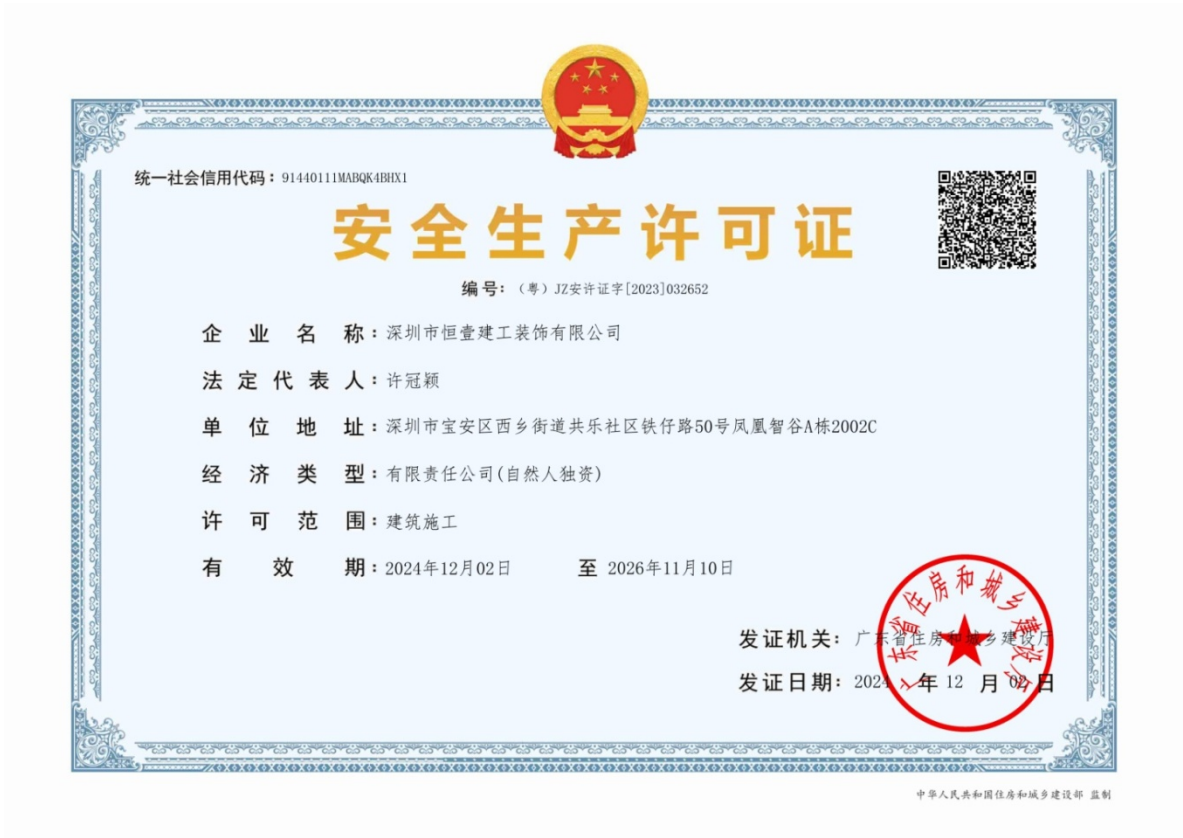 统一社会信用代码：91440111MABQK4BHX1
安全生产许可证
编号：（粤）JZ安许证字[2023]032652
企业名称：深圳市恒壹建工装饰有限公司
法定代表人：许冠颖
单位地址：深圳市宝安区西乡街道共乐社区铁仔路50号凤凰智谷A栋2002C
经济类型：有限责任公司(自然人独资)
许可范围：建筑施工
有效期：2024年12月02日 至 2026年11月10日
发证机关：广东省住房和城乡建设厅
发证日期：2024 年 12 月 02 日
广东省住房和城乡建设厅
中华人民共和国住房和城乡建设部 监制